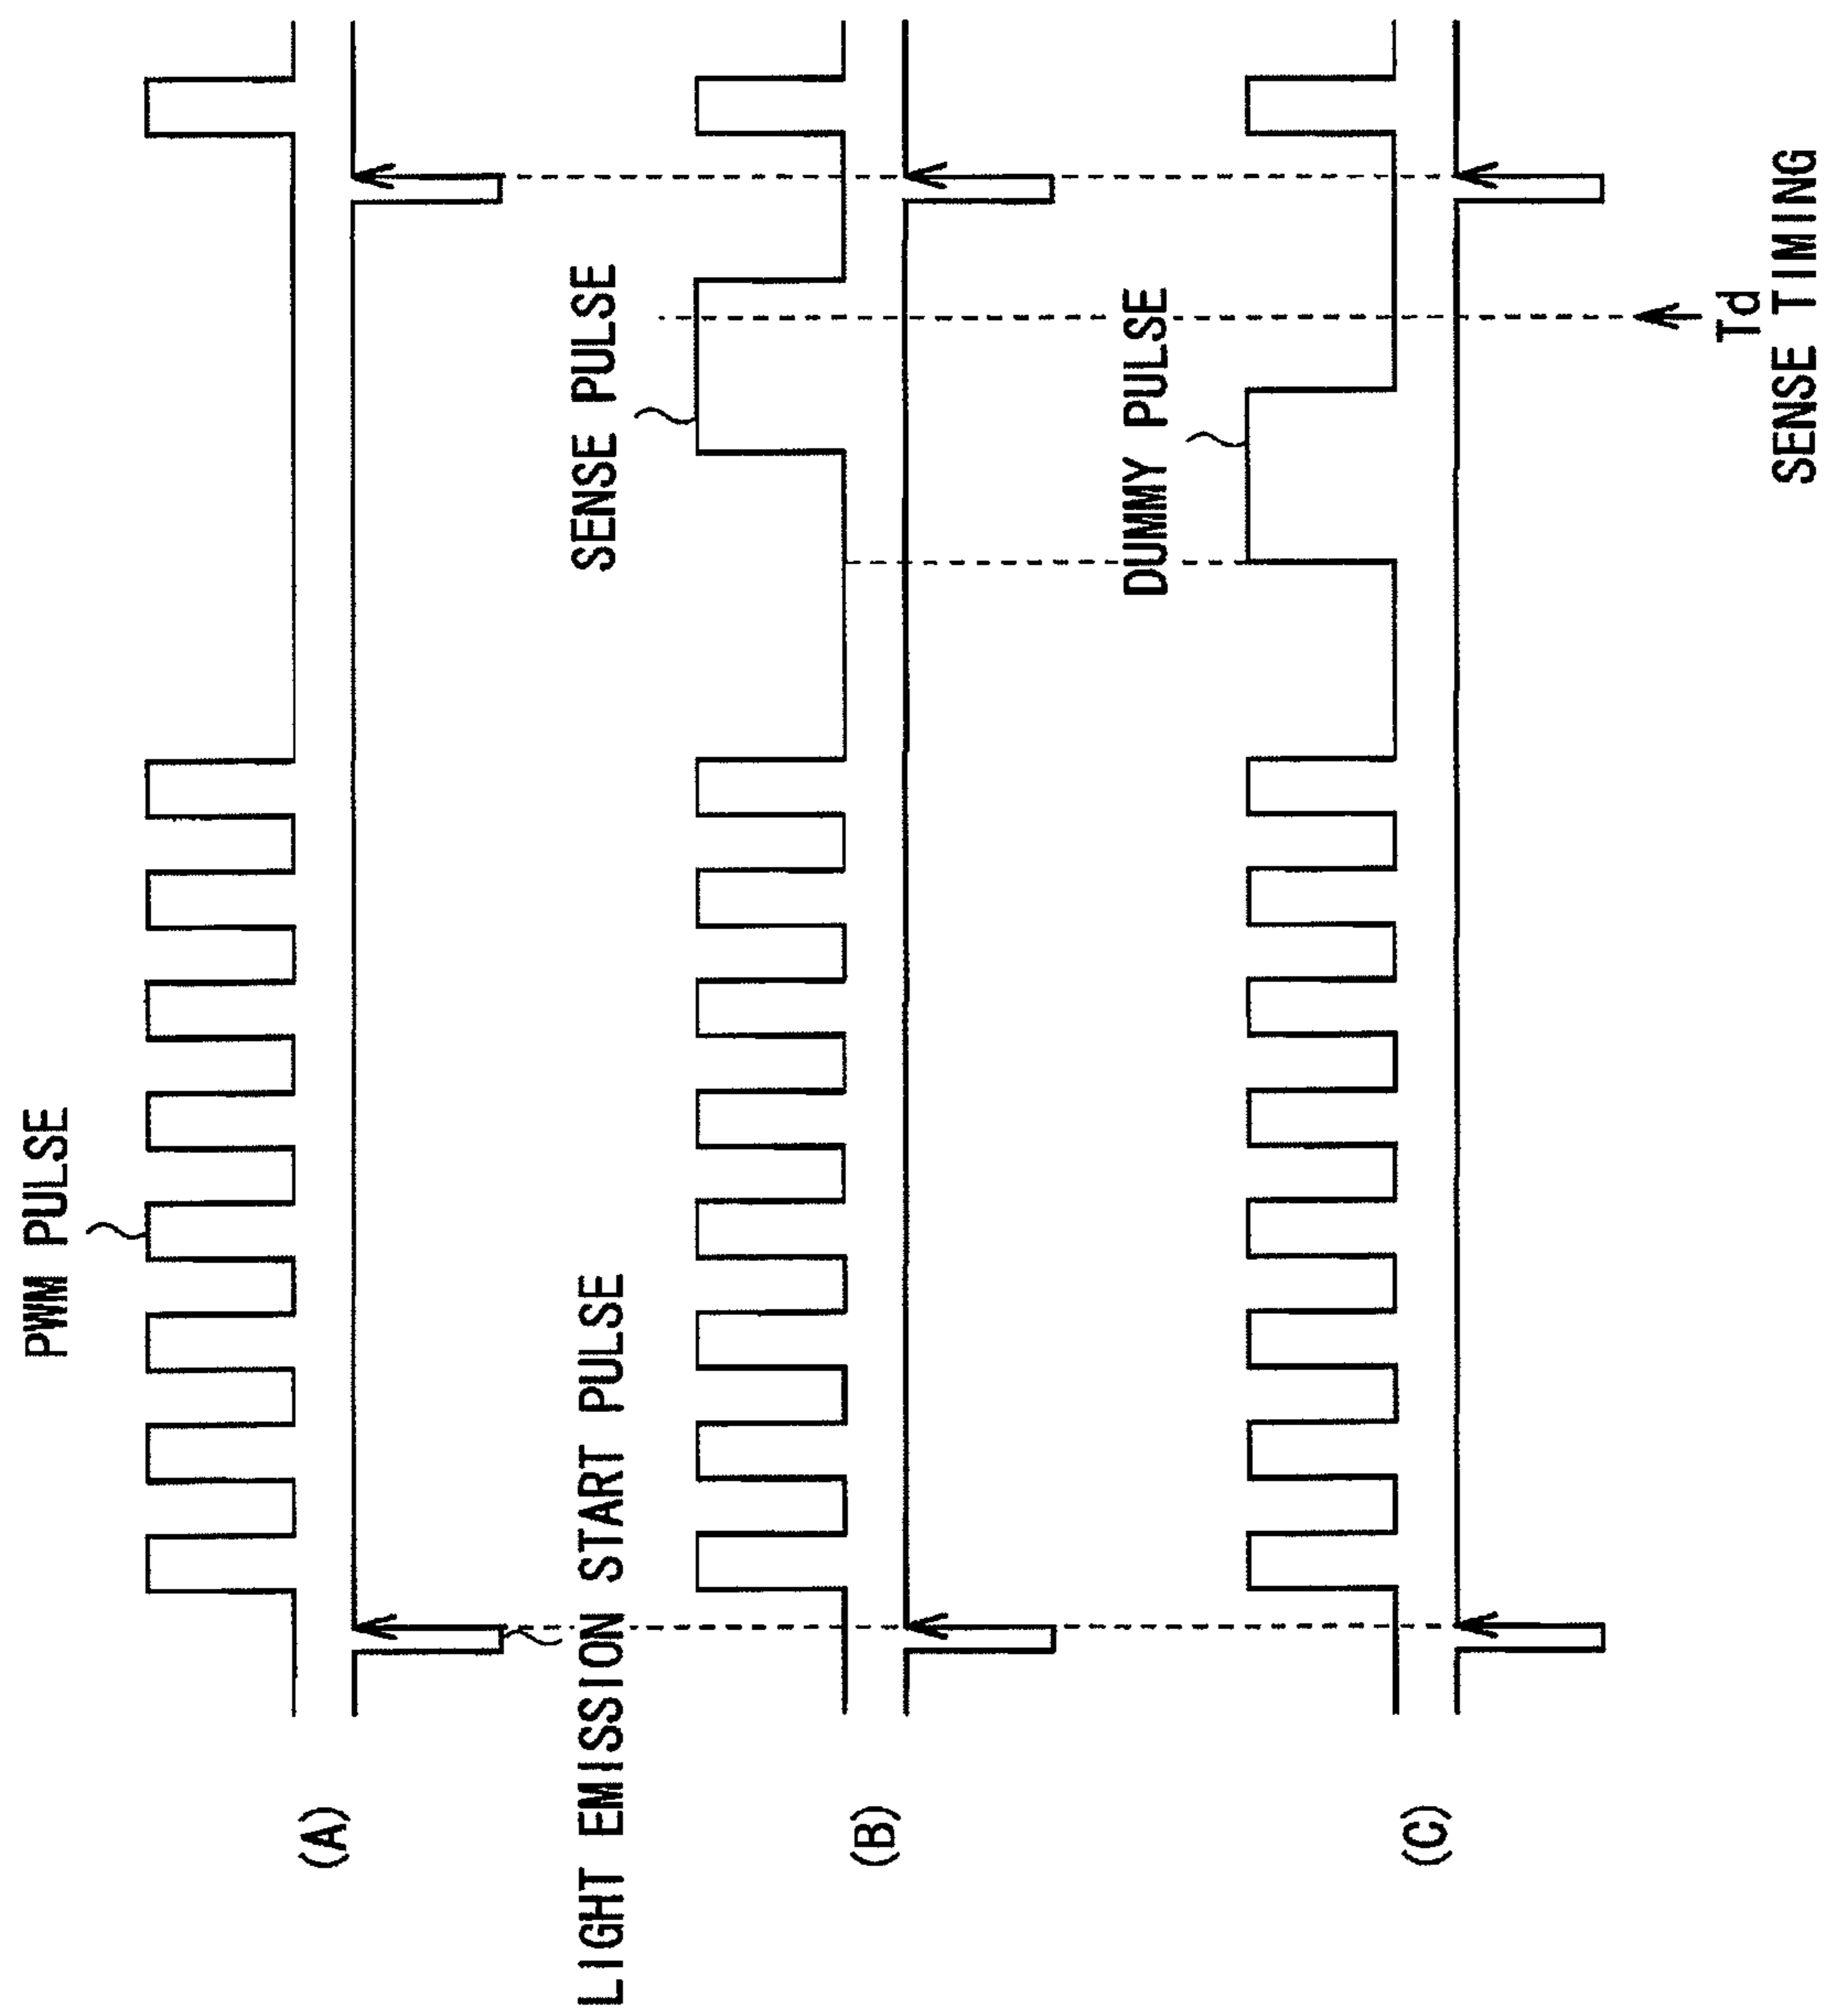 PWM PULSE
(A)
LIGHT EMISSION START PULSE
SENSE PULSE
(B)
DUMMY PULSE
(C)
Td
SENSE TIMING